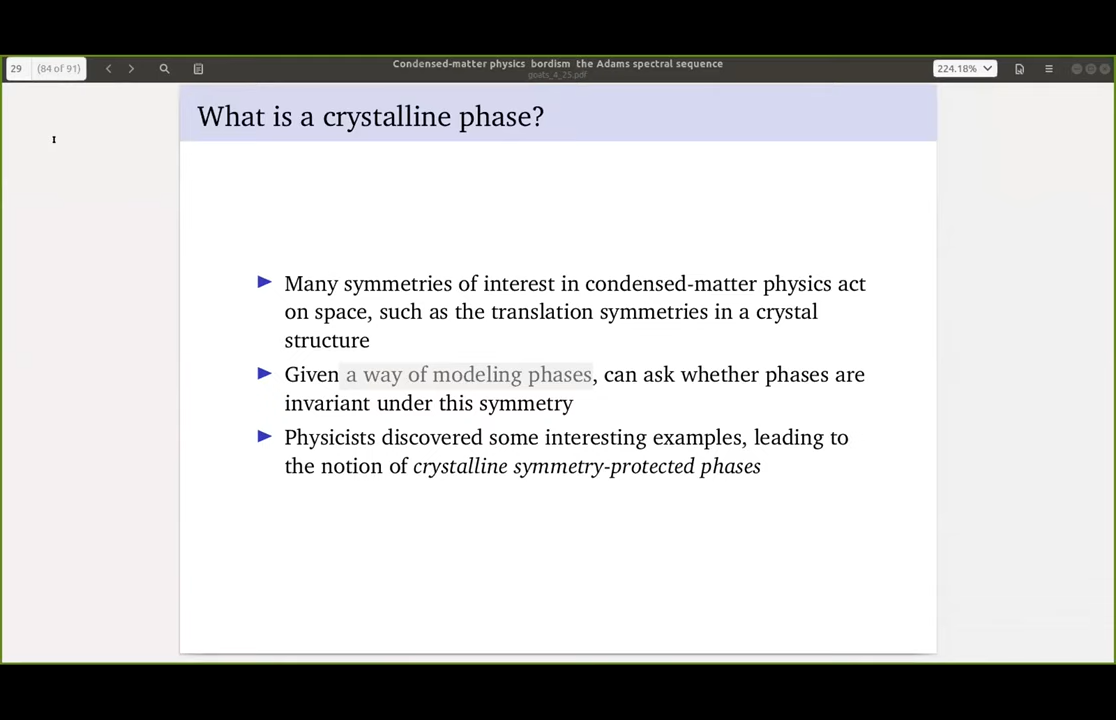 29 (84 of 91)
Condensed-matter physics bordism the Adams spectral sequence
goats_4_25.pdf
224.18%
What is a crystalline phase?
Many symmetries of interest in condensed-matter physics act
on space, such as the translation symmetries in a crystal
structure
Given a way of modeling phases, can ask whether phases are
invariant under this symmetry
Physicists discovered some interesting examples, leading to
the notion of crystalline symmetry-protected phases